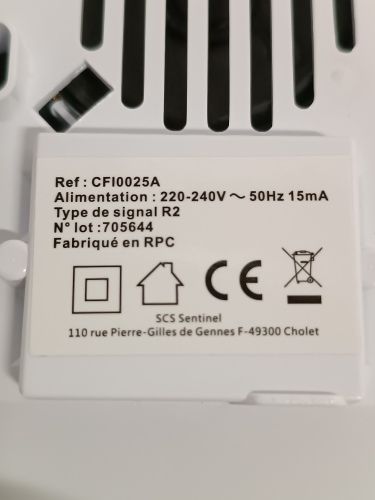 Ref : CFI0025A
Alimentation : 220-240V ~ 50Hz 15mA
Type de signal R2
N° lot :705644
Fabriqué en RPC
CE
SCS Sentinel
110 rue Pierre-Gilles de Gennes F-49300 Cholet